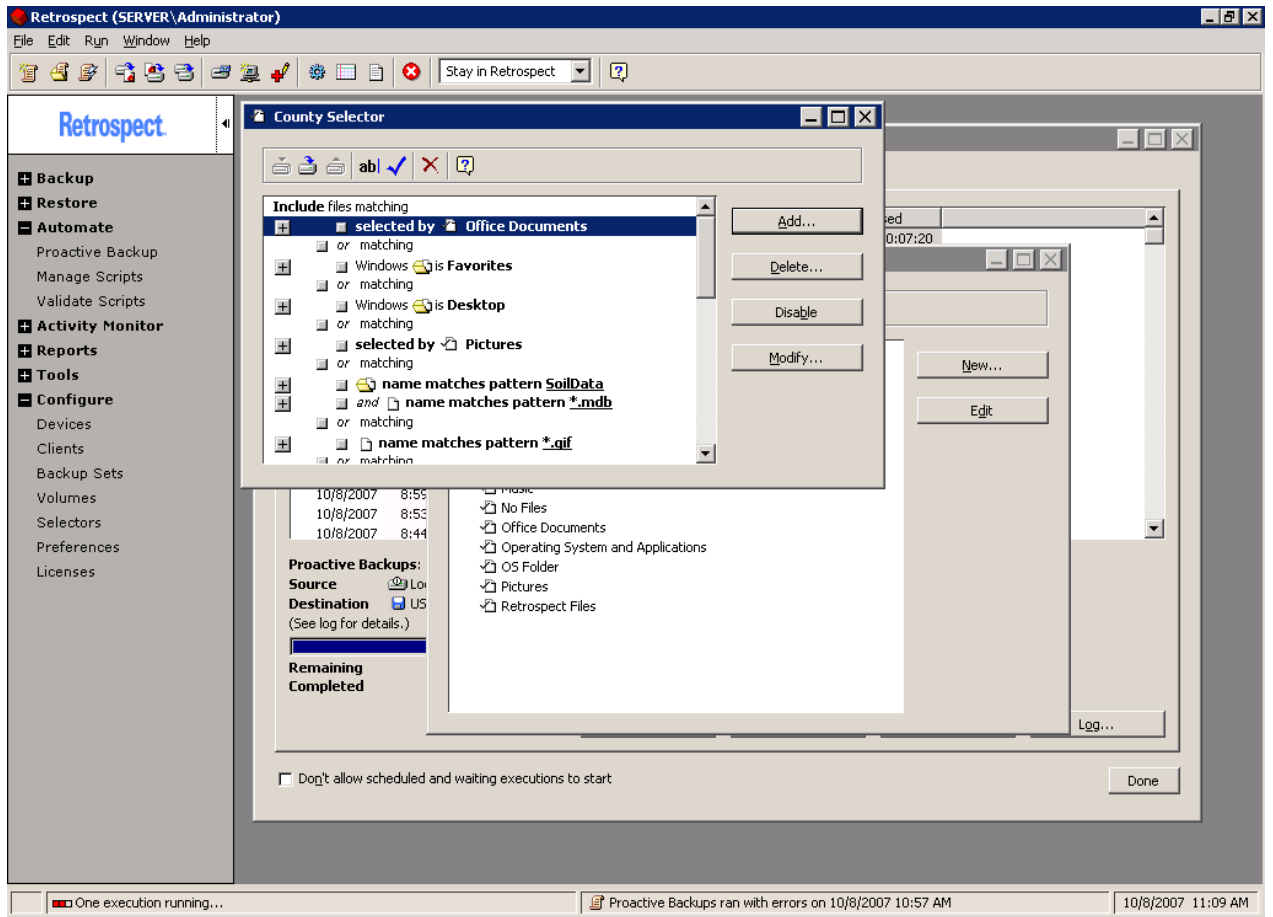 Retrospect (SERVER\Administrator)
File Edit Run Window Help
Stay in Retrospect
Retrospect.
Backup
Restore
Automate
Proactive Backup
Manage Scripts
Validate Scripts
Activity Monitor
Reports
Tools
Configure
Devices
Clients
Backup Sets
Volumes
Selectors
Preferences
Licenses
County Selector
ab|
Include files matching
selected by Office Documents
or matching
Windows is Favorites
or matching
Windows is Desktop
or matching
selected by Pictures
or matching
name matches pattern SoilData
and name matches pattern *.mdb
or matching
name matches pattern *.gif
or matching
Add...
Delete...
Disable
Modify...
sed
0:07:20
New...
Edit
Music
No Files
Office Documents
Operating System and Applications
OS Folder
Pictures
Retrospect Files
10/8/2007 8:59
10/8/2007 8:53
10/8/2007 8:44
Proactive Backups:
Source Lo
Destination US
(See log for details.)
Remaining
Completed
Log...
Don't allow scheduled and waiting executions to start
Done
One execution running...
Proactive Backups ran with errors on 10/8/2007 10:57 AM
10/8/2007 11:09 AM